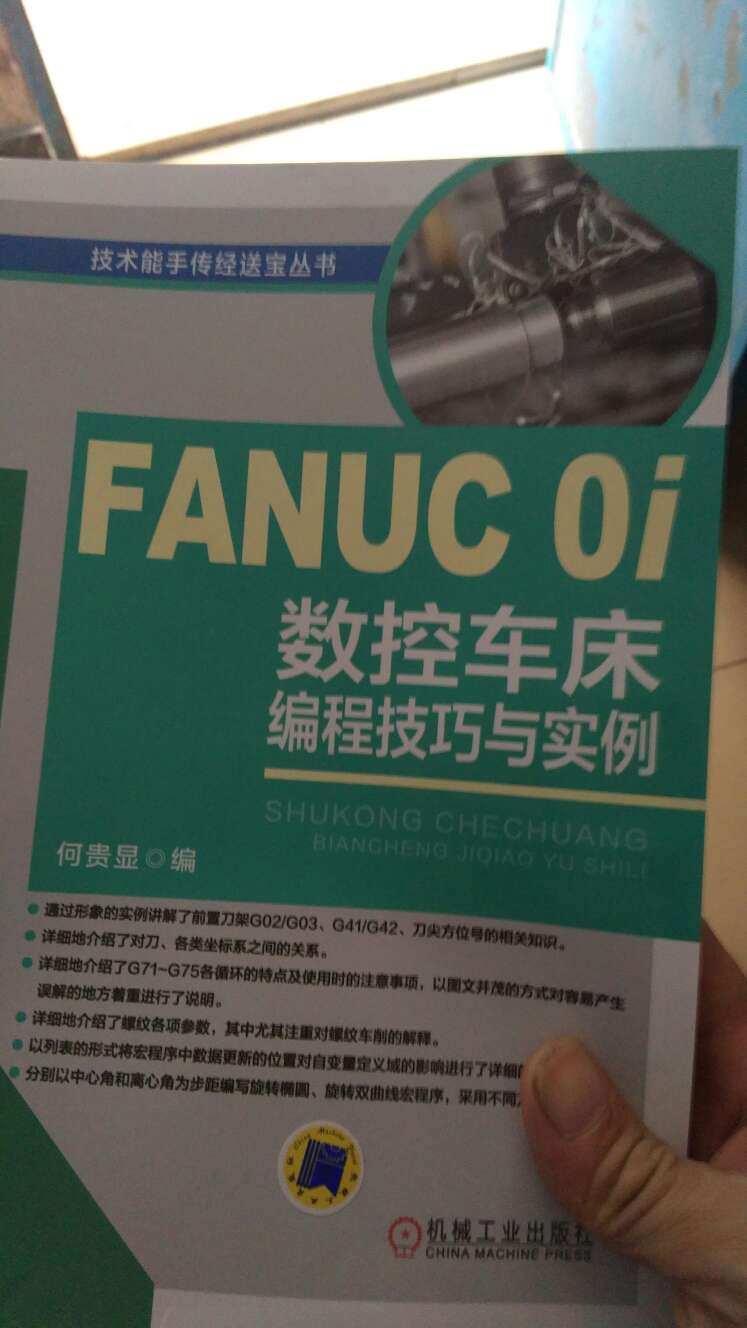 技术能手传经送宝丛书
FANUC 0i
数控车床
编程技巧与实例
SHUKONG CHECHUANG
BIANCHENG JIQIAO YU SHILI
何贵显◎编
●通过形象的实例讲解了前置刀架G02/G03、G41/G42、刀尖方位号的相关知识。
●详细地介绍了对刀、各类坐标系之间的关系。
●详细地介绍了G71~G75各循环的特点及使用时的注意事项，以图文并茂的方式对容易产生
误解的地方着重进行了说明。
●详细地介绍了螺纹各项参数，其中尤其注重对螺纹车削的解释。
●以列表的形式将宏程序中数据更新的位置对自变量定义域的影响进行了详细
●分别以中心角和离心角为步距编写旋转椭圆、旋转双曲线宏程序，采用不同
China Machine Press
机械工业出版社
CHINA MACHINE PRESS